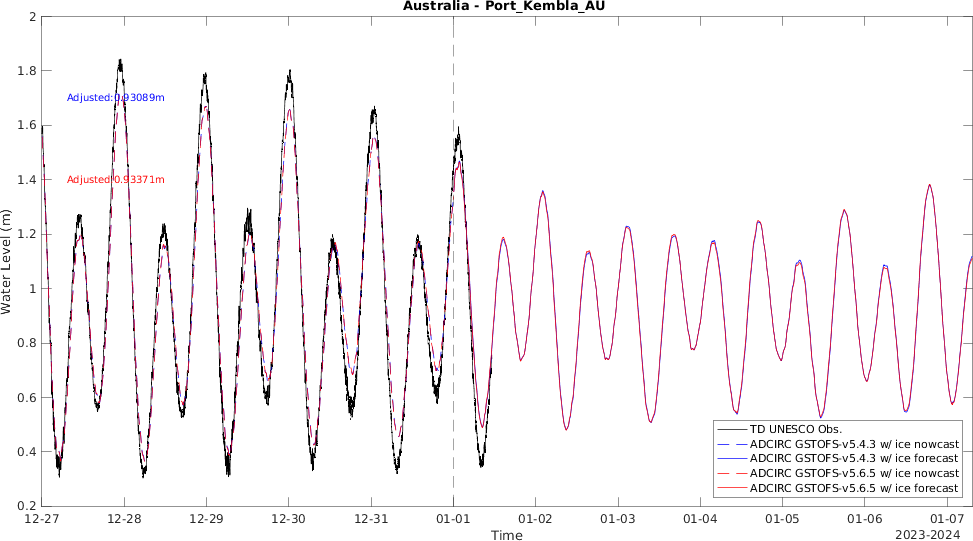 Australia - Port_Kembla_AU
2
1.8
1.6
1.4
1.2
1
0.8
0.6
0.4
0.2
Water Level (m)
Adjusted:0.93089m
Adjusted:0.93371m
TD UNESCO Obs.
ADCIRC GSTOFS-v5.4.3 w/ ice nowcast
ADCIRC GSTOFS-v5.4.3 w/ ice forecast
ADCIRC GSTOFS-v5.6.5 w/ ice nowcast
ADCIRC GSTOFS-v5.6.5 w/ ice forecast
12-27 12-28 12-29 12-30 12-31 01-01 01-02 01-03 01-04 01-05 01-06 01-07
Time
2023-2024